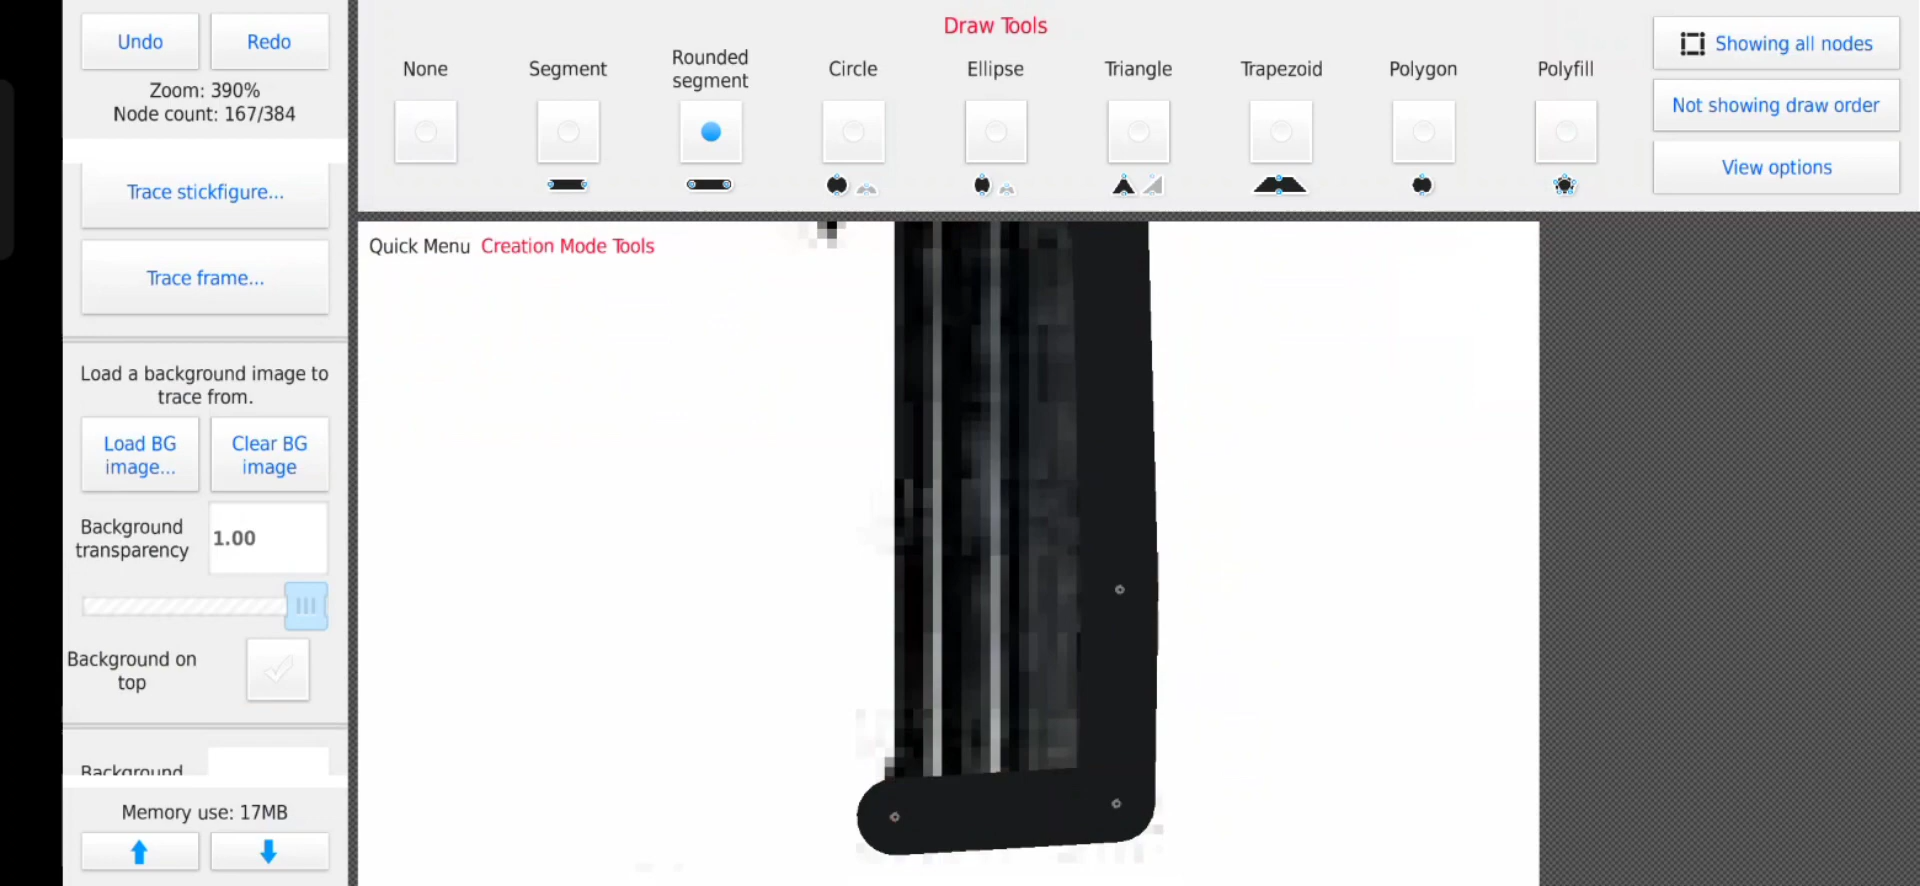 Undo
Redo
Zoom: 390%
Node count: 167/384
Trace stickfigure...
Trace frame...
Load a background image to
trace from.
Load BG
image...
Clear BG
image
Background
transparency
1.00
Background on
top
Background
Memory use: 17MB
Draw Tools
None
Segment
Rounded
segment
Circle
Ellipse
Triangle
Trapezoid
Polygon
Polyfill
Showing all nodes
Not showing draw order
View options
Quick Menu Creation Mode Tools